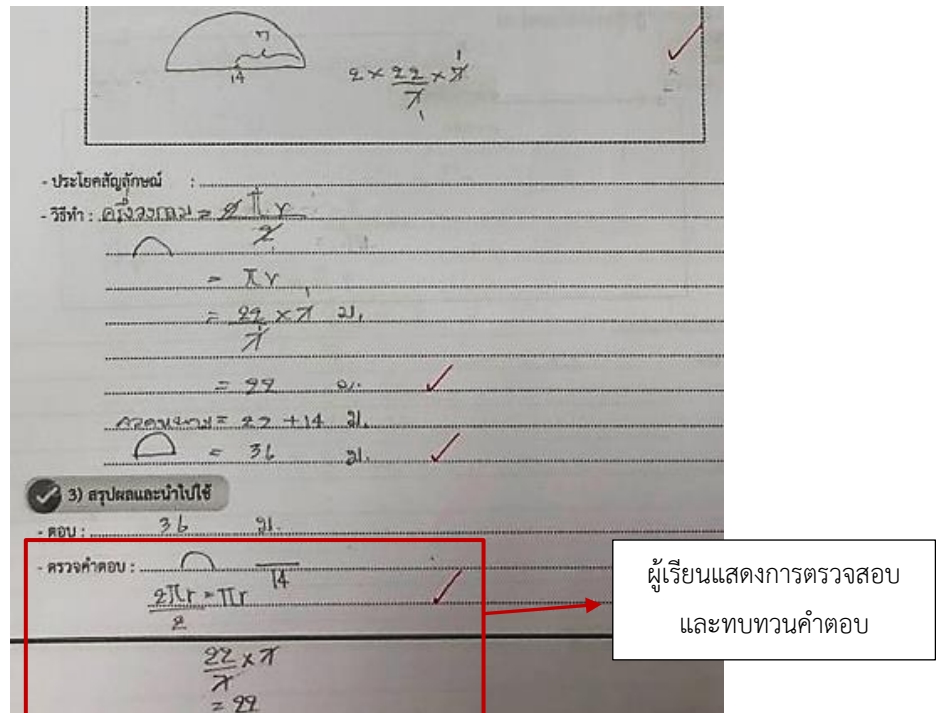 7
14
2 × 22/7 × 7 1
1
- ประโยคสัญลักษณ์ :
- วิธีทำ : ครึ่งวงกลม = 2πr/2
= πr
= 22/7 × 7 ม.
= 22 ม.
ความยาว = 22 + 14 ม.
= 36 ม.
3) สรุปผลและนำไปใช้
- ตอบ : 36 ม.
- ตรวจคำตอบ : 14
2πr/2 = πr
22/7 × 7
= 22
ผู้เรียนแสดงการตรวจสอบ
และทบทวนคำตอบ